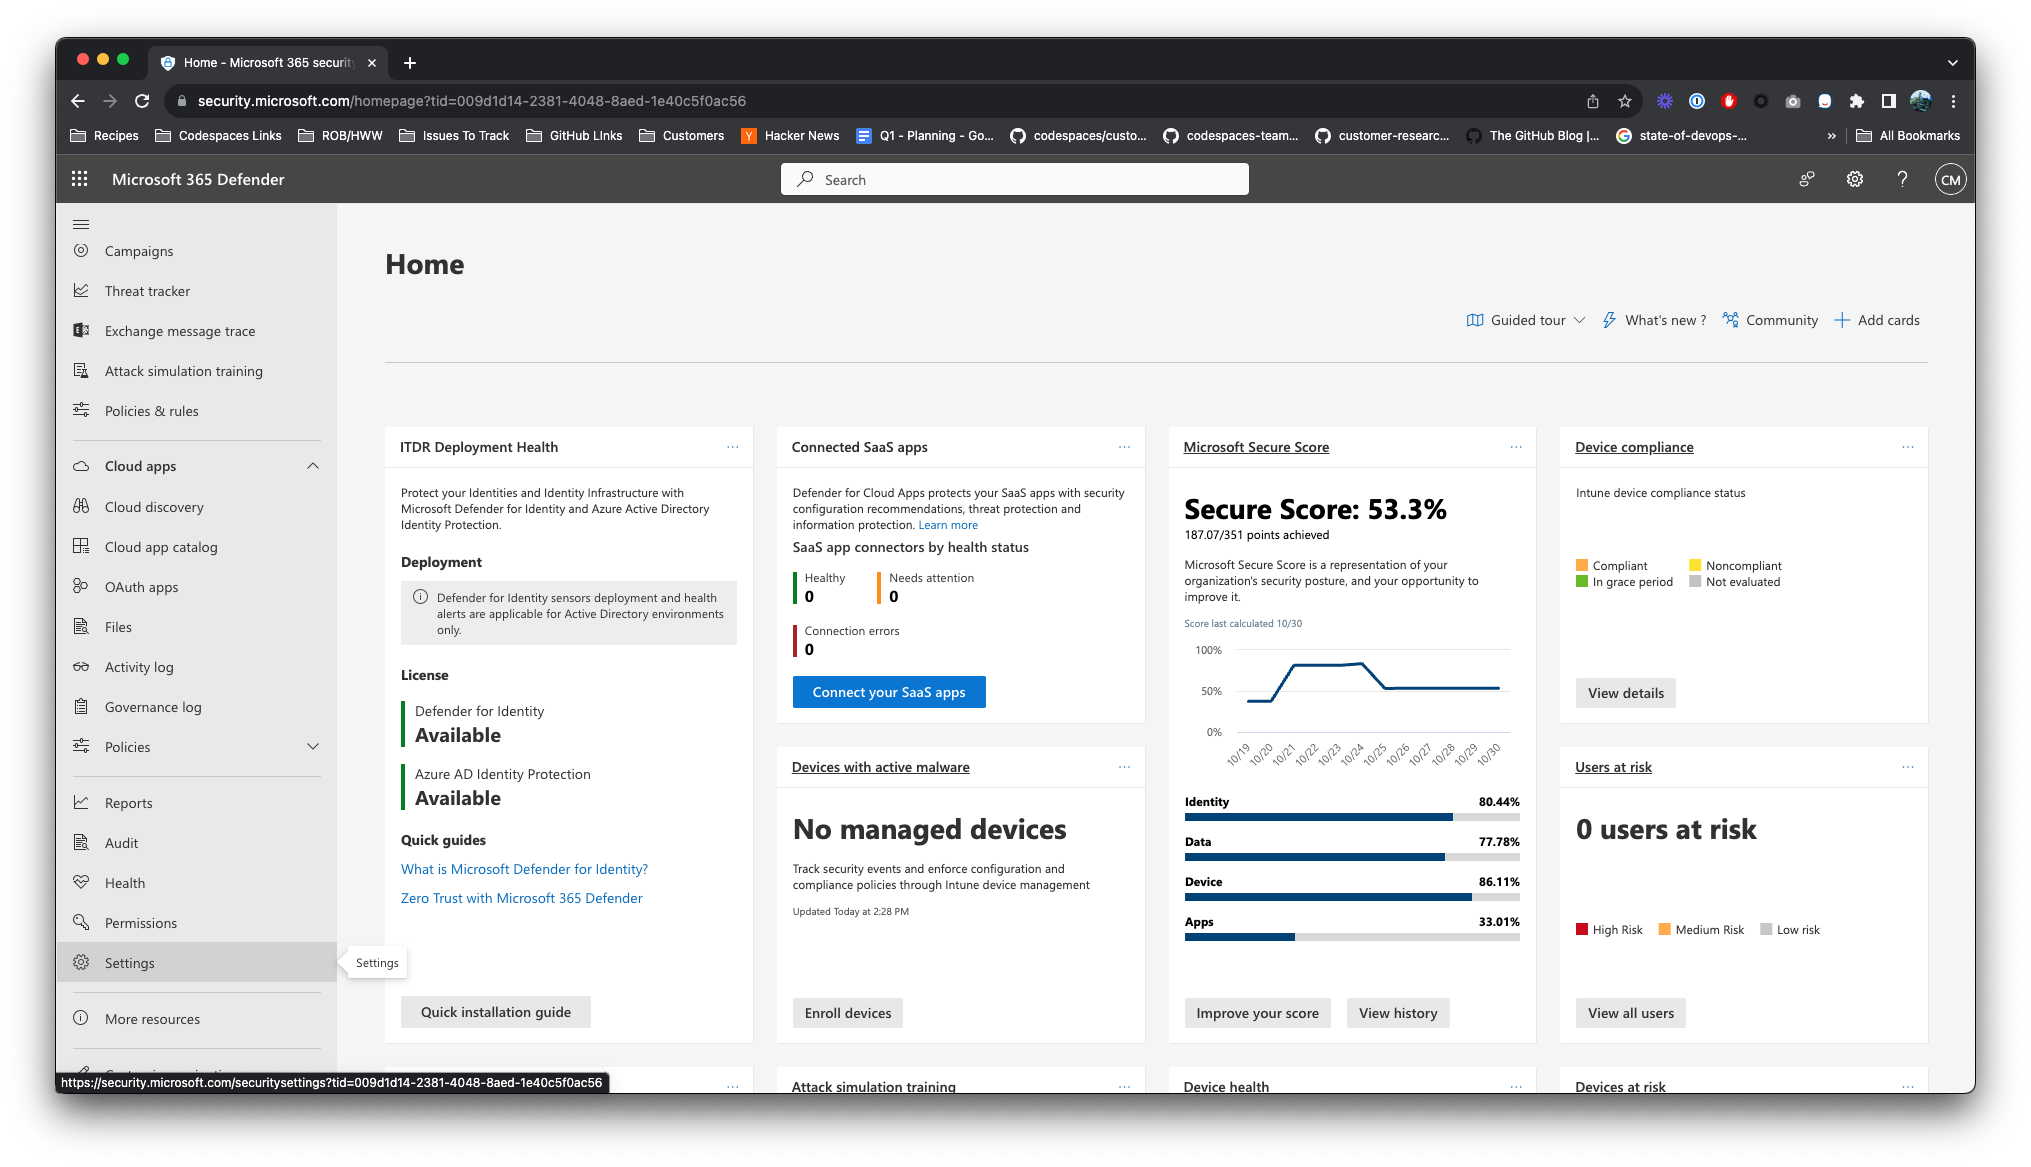 Home - Microsoft 365 securit
security.microsoft.com/homepage?tid=009d1d14-2381-4048-8aed-1e40c5f0ac56
Recipes
Codespaces Links
ROB/HWW
Issues To Track
GitHub LInks
Customers
Hacker News
Q1 - Planning - Go...
codespaces/custo...
codespaces-team...
customer-researc...
The GitHub Blog |...
state-of-devops-...
»
All Bookmarks
Microsoft 365 Defender
Search
CM
Campaigns
Threat tracker
Exchange message trace
Attack simulation training
Policies & rules
Cloud apps
Cloud discovery
Cloud app catalog
OAuth apps
Files
Activity log
Governance log
Policies
Reports
Audit
Health
Permissions
Settings
Settings
More resources
https://security.microsoft.com/securitysettings?tid=009d1d14-2381-4048-8aed-1e40c5f0ac56
Home
Guided tour
What's new ?
Community
Add cards
ITDR Deployment Health
Protect your Identities and Identity Infrastructure with
Microsoft Defender for Identity and Azure Active Directory
Identity Protection.
Deployment
Defender for Identity sensors deployment and health
alerts are applicable for Active Directory environments
only.
License
Defender for Identity
Available
Azure AD Identity Protection
Available
Quick guides
What is Microsoft Defender for Identity?
Zero Trust with Microsoft 365 Defender
Quick installation guide
Connected SaaS apps
Defender for Cloud Apps protects your SaaS apps with security
configuration recommendations, threat protection and
information protection. Learn more
SaaS app connectors by health status
Healthy
0
Needs attention
0
Connection errors
0
Connect your SaaS apps
Devices with active malware
No managed devices
Track security events and enforce configuration and
compliance policies through Intune device management
Updated Today at 2:28 PM
Enroll devices
Attack simulation training
Microsoft Secure Score
Secure Score: 53.3%
187.07/351 points achieved
Microsoft Secure Score is a representation of your
organization's security posture, and your opportunity to
improve it.
Score last calculated 10/30
100%
50%
0%
10/19
10/20
10/21
10/22
10/23
10/24
10/25
10/26
10/27
10/28
10/29
10/30
Identity 80.44%
Data 77.78%
Device 86.11%
Apps 33.01%
Improve your score
View history
Device health
Device compliance
Intune device compliance status
Compliant
Noncompliant
In grace period
Not evaluated
View details
Users at risk
0 users at risk
High Risk
Medium Risk
Low risk
View all users
Devices at risk